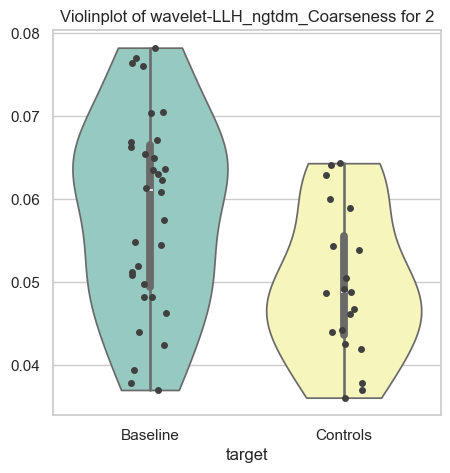 Violinplot of wavelet-LLH_ngtdm_Coarseness for 2
0.08
0.07
0.06
0.05
0.04
Baseline
Controls
target